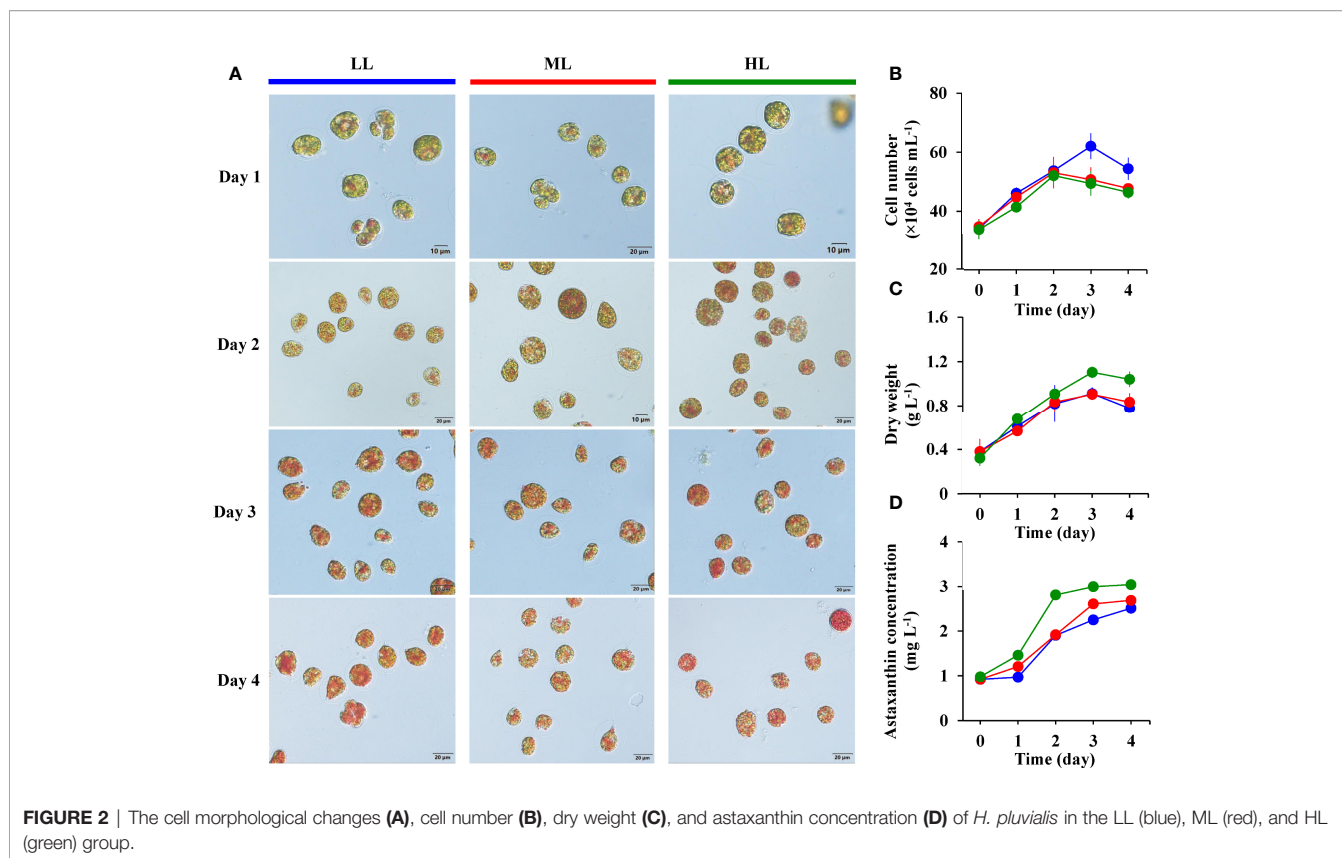 A
LL
ML
HL
Day 1
10 µm
20 µm
10 µm
Day 2
20 µm
10 µm
20 µm
Day 3
20 µm
20 µm
20 µm
Day 4
20 µm
20 µm
20 µm
B
Cell number
(×10⁴ cells mL⁻¹)
80
60
40
20
0 1 2 3 4
Time (day)
C
Dry weight
(g L⁻¹)
1.6
1.2
0.8
0.4
0
0 1 2 3 4
Time (day)
D
Astaxanthin concentration
(mg L⁻¹)
4
3
2
1
0
0 1 2 3 4
Time (day)
FIGURE 2 | The cell morphological changes (A), cell number (B), dry weight (C), and astaxanthin concentration (D) of H. pluvialis in the LL (blue), ML (red), and HL
(green) group.